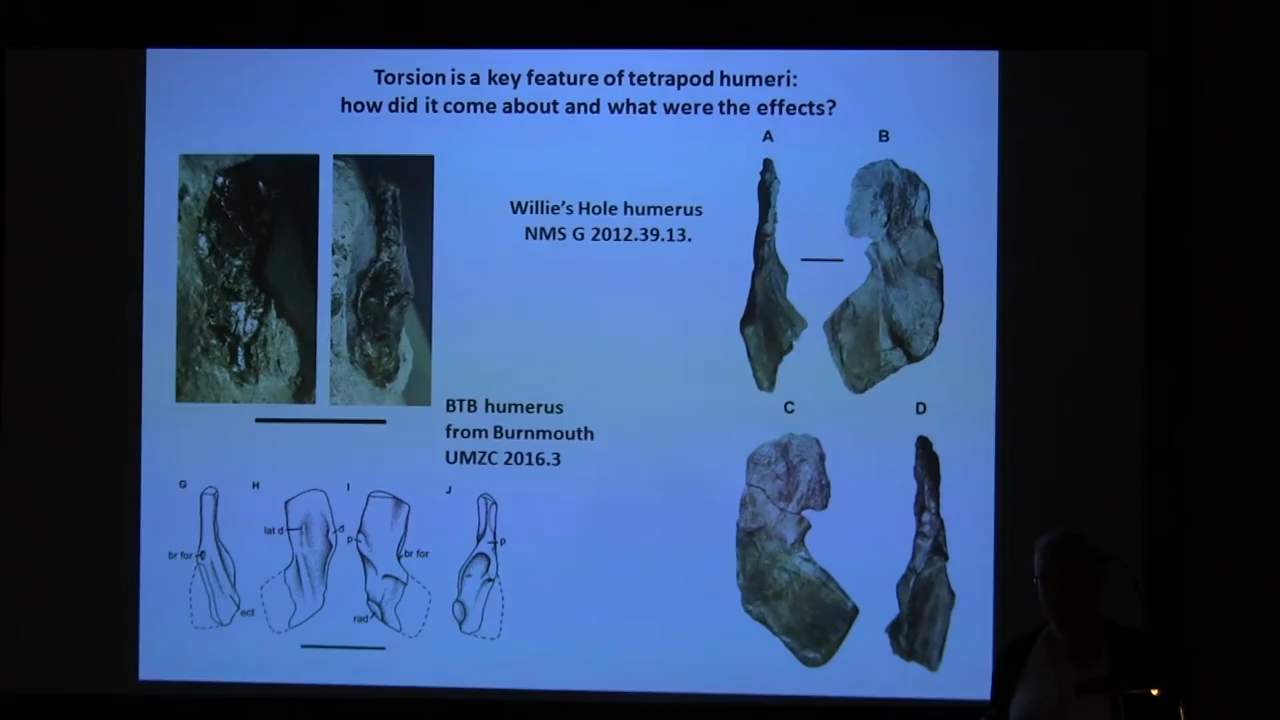 Torsion is a key feature of tetrapod humeri:
how did it come about and what were the effects?
A B
Willie's Hole humerus
NMS G 2012.39.13.
BTB humerus
from Burnmouth
UMZC 2016.3
C D
G H I J
lat d d p p
br for br for
ect rad